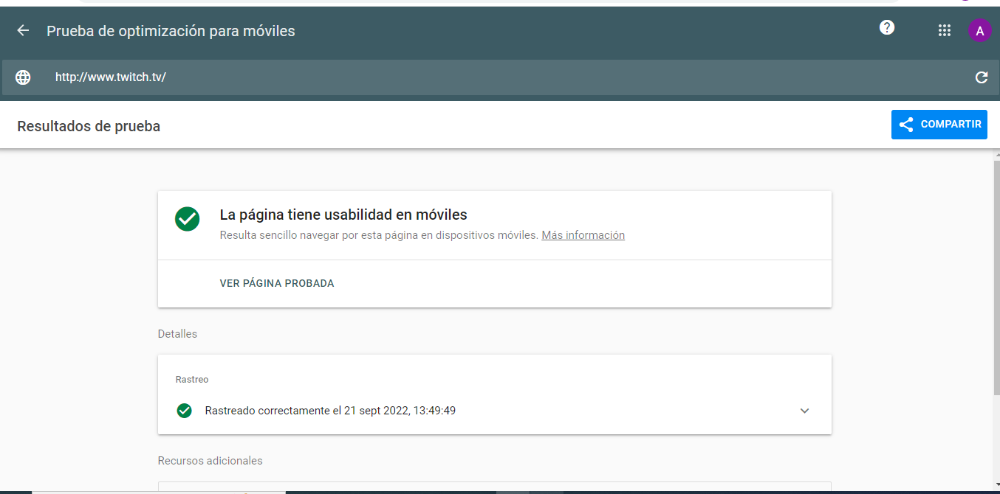 Prueba de optimización para móviles
?
A
http://www.twitch.tv/
Resultados de prueba
COMPARTIR
La página tiene usabilidad en móviles
Resulta sencillo navegar por esta página en dispositivos móviles. Más información
VER PÁGINA PROBADA
Detalles
Rastreo
Rastreado correctamente el 21 sept 2022, 13:49:49
Recursos adicionales